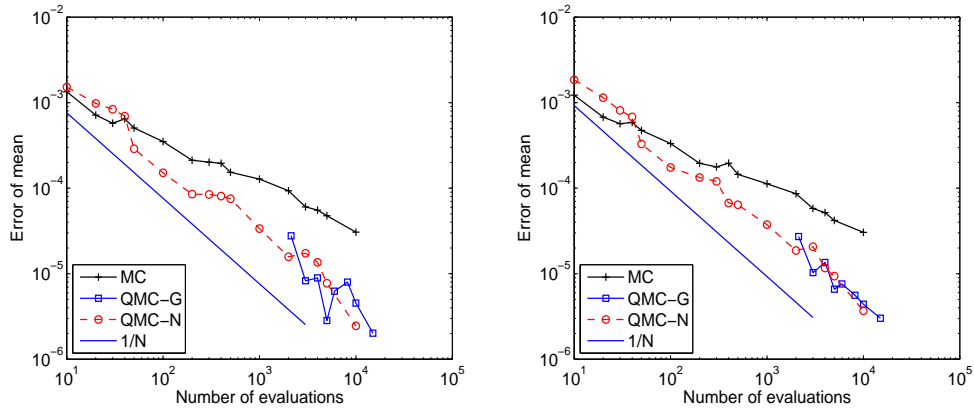 10^-2
10^-3
10^-4
10^-5
10^-6
Error of mean
MC
QMC-G
QMC-N
1/N
10^1
10^2
10^3
10^4
10^5
Number of evaluations
10^-2
10^-3
10^-4
10^-5
10^-6
Error of mean
MC
QMC-G
QMC-N
1/N
10^1
10^2
10^3
10^4
10^5
Number of evaluations